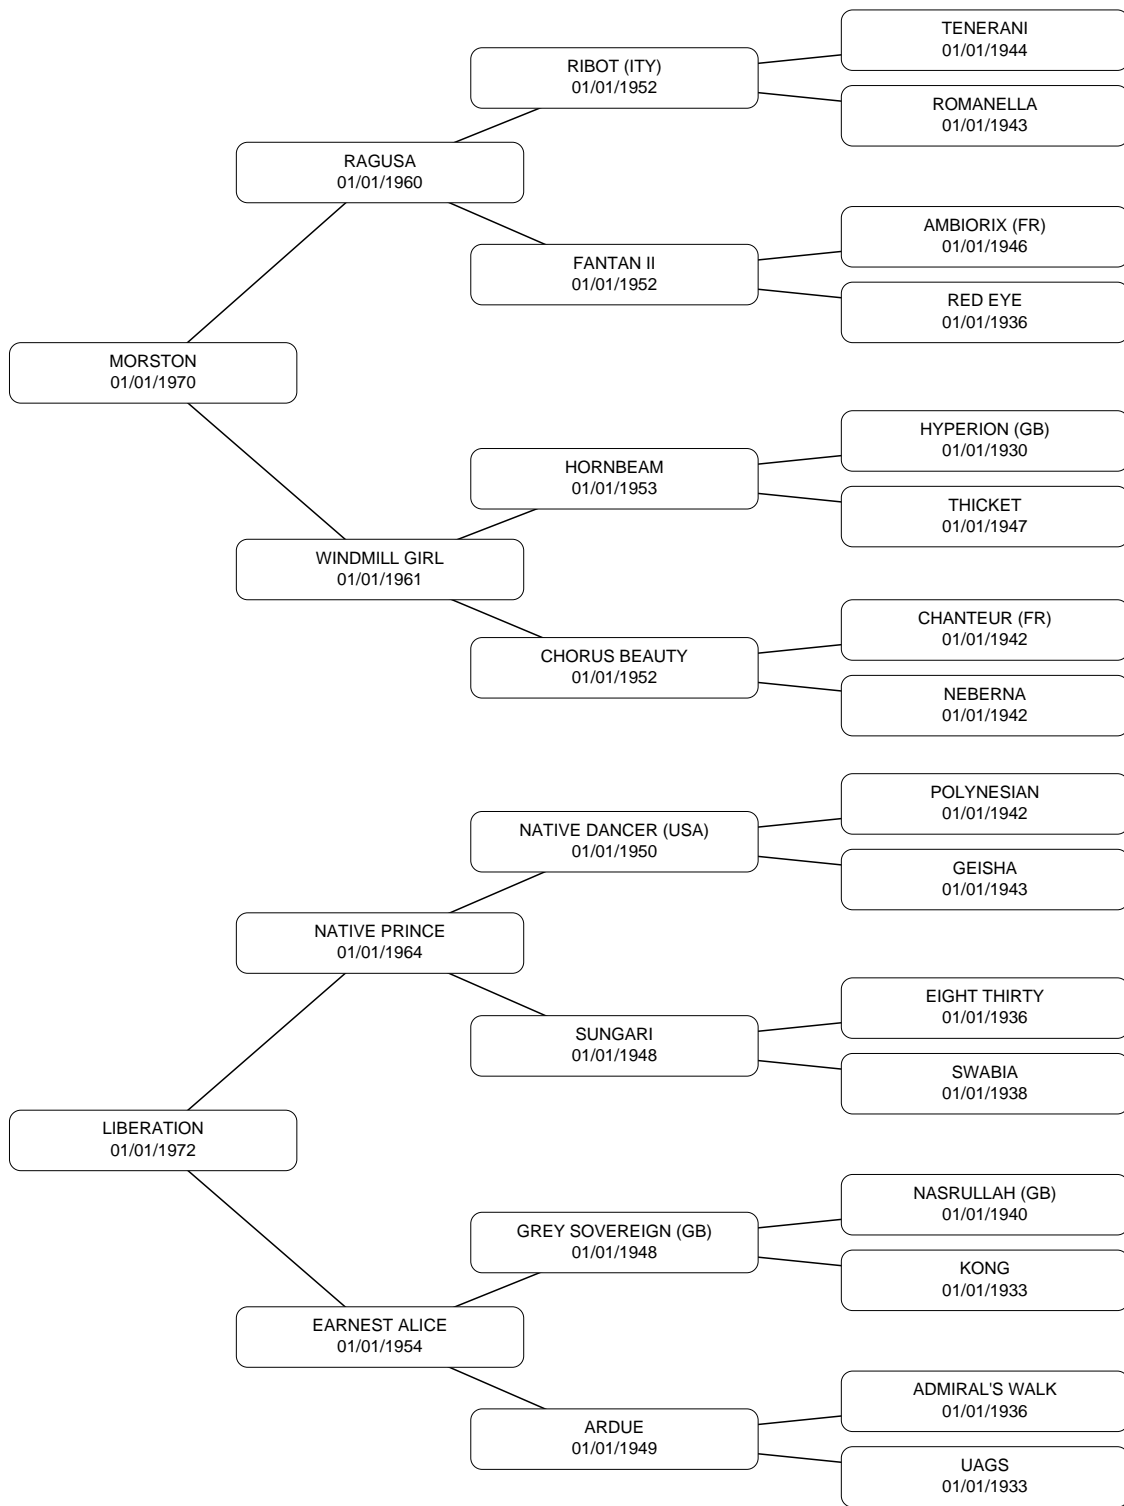 TENERANI
01/01/1944
RIBOT (ITY)
01/01/1952
ROMANELLA
01/01/1943
RAGUSA
01/01/1960
AMBIORIX (FR)
01/01/1946
FANTAN II
01/01/1952
RED EYE
01/01/1936
MORSTON
01/01/1970
HYPERION (GB)
01/01/1930
HORNBEAM
01/01/1953
THICKET
01/01/1947
WINDMILL GIRL
01/01/1961
CHANTEUR (FR)
01/01/1942
CHORUS BEAUTY
01/01/1952
NEBERNA
01/01/1942
POLYNESIAN
01/01/1942
NATIVE DANCER (USA)
01/01/1950
GEISHA
01/01/1943
NATIVE PRINCE
01/01/1964
EIGHT THIRTY
01/01/1936
SUNGARI
01/01/1948
SWABIA
01/01/1938
LIBERATION
01/01/1972
NASRULLAH (GB)
01/01/1940
GREY SOVEREIGN (GB)
01/01/1948
KONG
01/01/1933
EARNEST ALICE
01/01/1954
ADMIRAL'S WALK
01/01/1936
ARDUE
01/01/1949
UAGS
01/01/1933